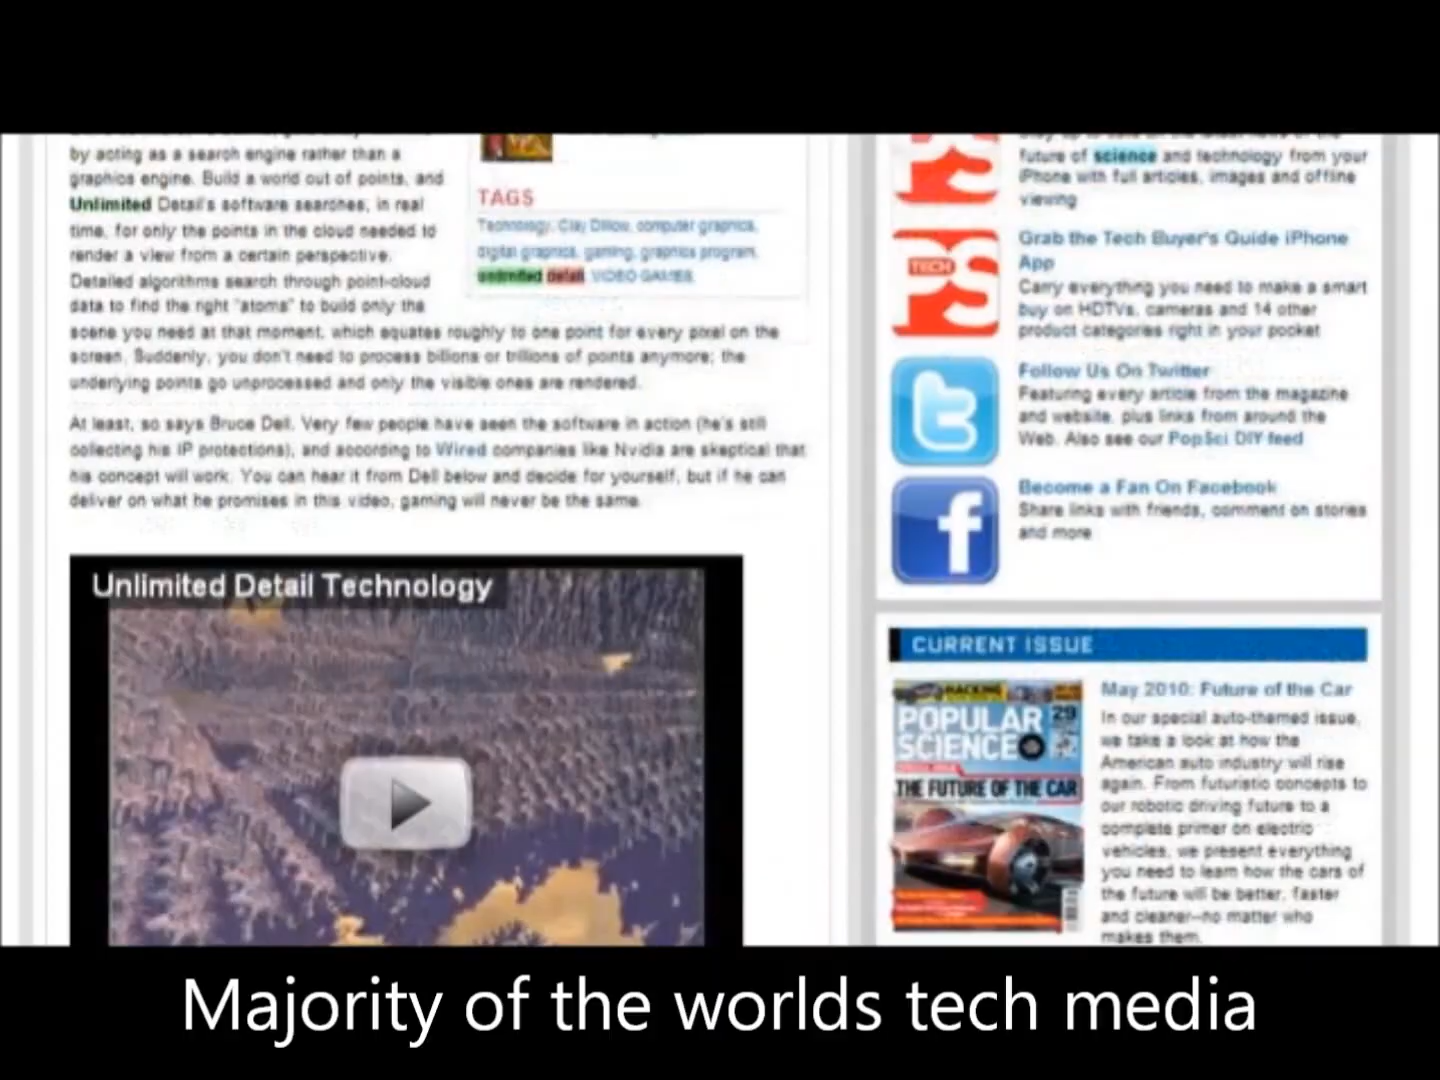 by acting as a search engine rather than a
graphics engine. Build a world out of points, and
Unlimited Detail's software searches, in real
time, for only the points in the cloud needed to
render a view from a certain perspective.
Detailed algorithms search through point-cloud
data to find the right "atoms" to build only the
scene you need at that moment, which equates roughly to one point for every pixel on the
screen. Suddenly, you don't need to process billions or trillions of points anymore; the
underlying points go unprocessed and only the visible ones are rendered.
At least, so says Bruce Dell. Very few people have seen the software in action (he's still
collecting his IP protections), and according to Wired companies like Nvidia are skeptical that
his concept will work. You can hear it from Dell below and decide for yourself, but if he can
deliver on what he promises in this video, gaming will never be the same.
TAGS
Technology, Clay Dillow, computer graphics,
digital graphics, gaming, graphics program,
unlimited detail, VIDEO GAMES
Unlimited Detail Technology
future of science and technology from your
iPhone with full articles, images and offline
viewing
TECH PS
Grab the Tech Buyer's Guide iPhone
App
Carry everything you need to make a smart
buy on HDTVs, cameras and 14 other
product categories right in your pocket
Follow Us On Twitter
Featuring every article from the magazine
and website, plus links from around the
Web. Also see our PopSci DIY feed
Become a Fan On Facebook
Share links with friends, comment on stories
and more
CURRENT ISSUE
HACKING
POPULAR
SCIENCE
29
THE FUTURE OF THE CAR
May 2010: Future of the Car
In our special auto-themed issue,
we take a look at how the
American auto industry will rise
again. From futuristic concepts to
our robotic driving future to a
complete primer on electric
vehicles, we present everything
you need to learn how the cars of
the future will be better, faster
and cleaner--no matter who
makes them.
Majority of the worlds tech media